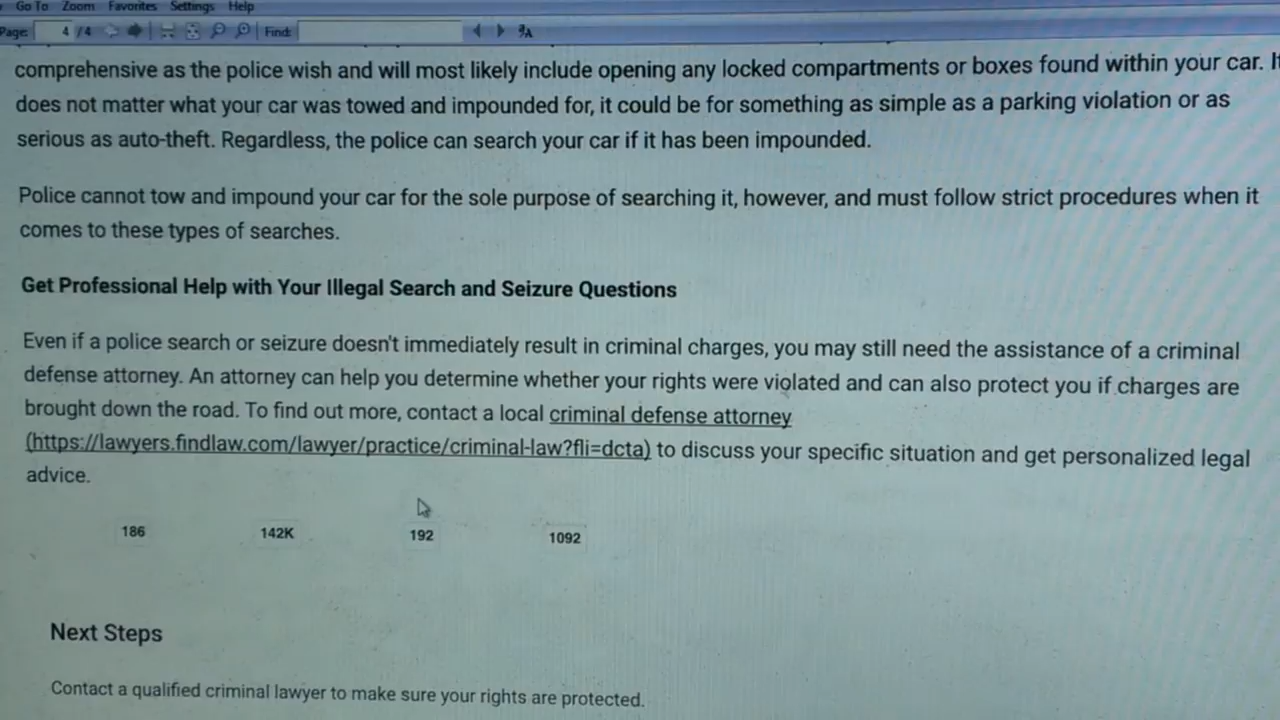 Go To Zoom Favorites Settings Help
Page: 4 /4 Find:
comprehensive as the police wish and will most likely include opening any locked compartments or boxes found within your car. It
does not matter what your car was towed and impounded for, it could be for something as simple as a parking violation or as
serious as auto-theft. Regardless, the police can search your car if it has been impounded.
Police cannot tow and impound your car for the sole purpose of searching it, however, and must follow strict procedures when it
comes to these types of searches.
Get Professional Help with Your Illegal Search and Seizure Questions
Even if a police search or seizure doesn't immediately result in criminal charges, you may still need the assistance of a criminal
defense attorney. An attorney can help you determine whether your rights were violated and can also protect you if charges are
brought down the road. To find out more, contact a local criminal defense attorney
(https://lawyers.findlaw.com/lawyer/practice/criminal-law?fli=dcta) to discuss your specific situation and get personalized legal
advice.
186 142K 192 1092
Next Steps
Contact a qualified criminal lawyer to make sure your rights are protected.